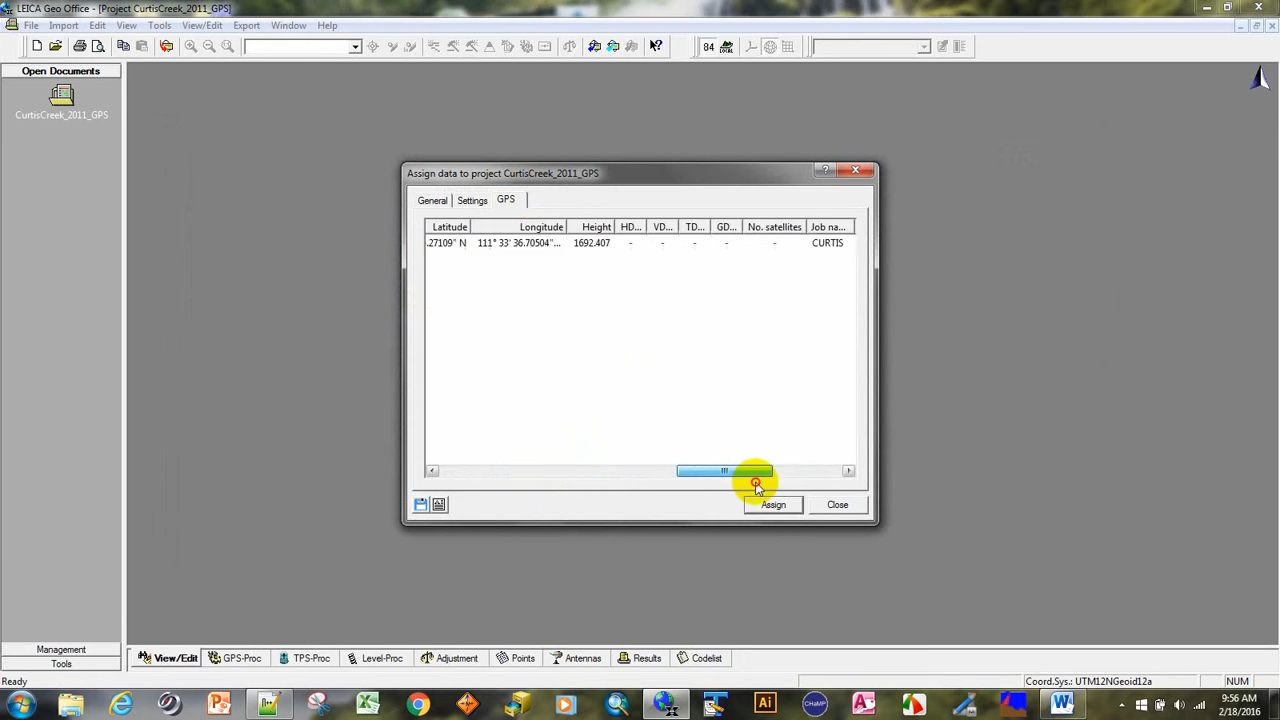 LEICA Geo Office - [Project CurtisCreek_2011_GPS]
File Import Edit View Tools View/Edit Export Window Help
84
Open Documents
CurtisCreek_2011_GPS
Assign data to project CurtisCreek_2011_GPS
General Settings GPS
Latitude Longitude Height HD... VD... TD... GD... No. satellites Job na...
.27109" N 111° 33' 36.70504"... 1692.407 - - - - - CURTIS
Assign Close
Management
Tools
View/Edit GPS-Proc TPS-Proc Level-Proc Adjustment Points Antennas Results Codelist
Ready Coord.Sys.: UTM12NGeoid12a NUM
CHaMP
9:56 AM
2/18/2016